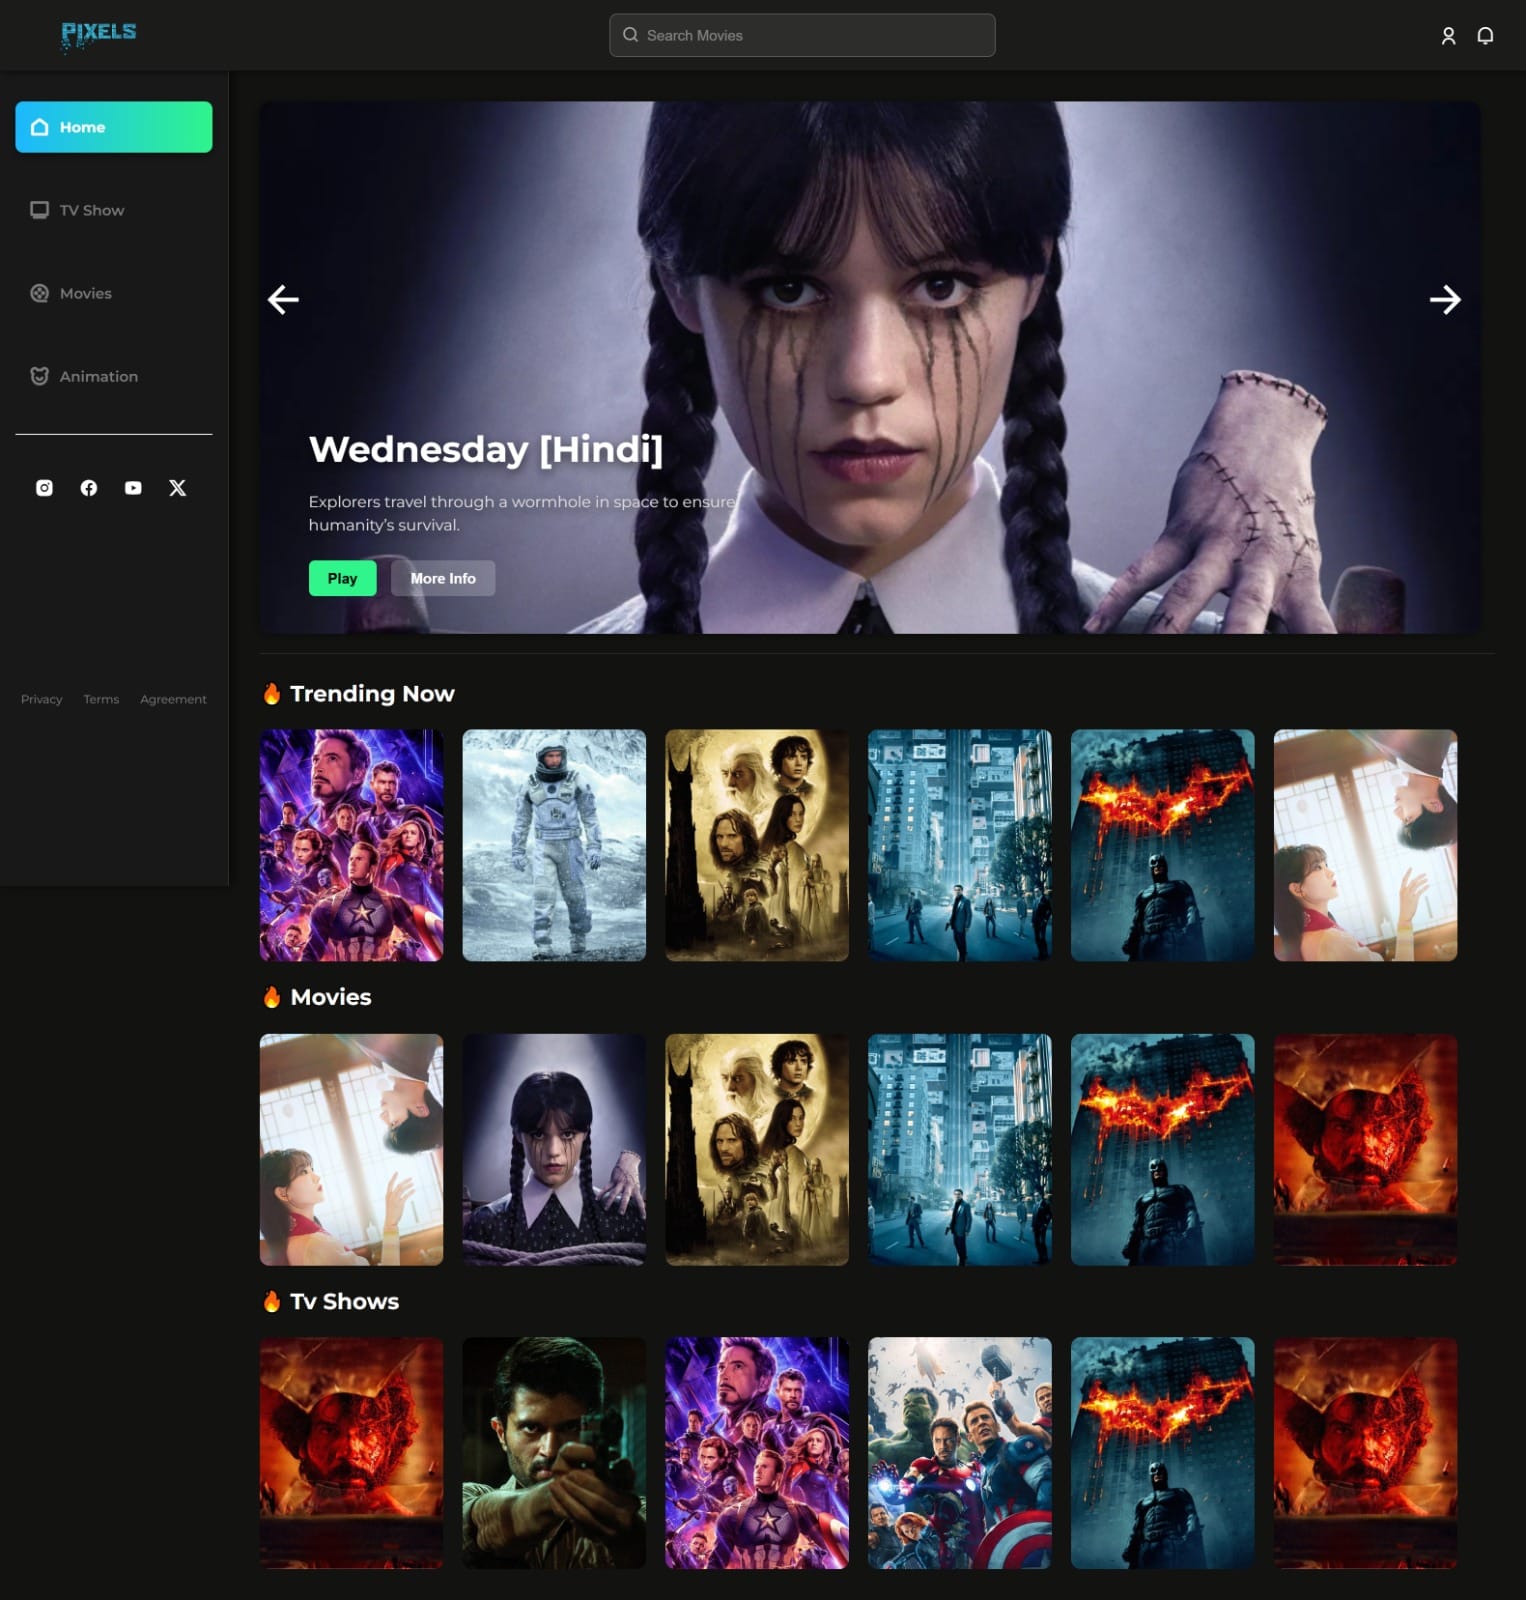 PIXELS
Search Movies
Home
TV Show
Movies
Animation
Privacy Terms Agreement
Wednesday [Hindi]
Explorers travel through a wormhole in space to ensure
humanity’s survival.
Play More Info
🔥 Trending Now
🔥 Movies
🔥 Tv Shows